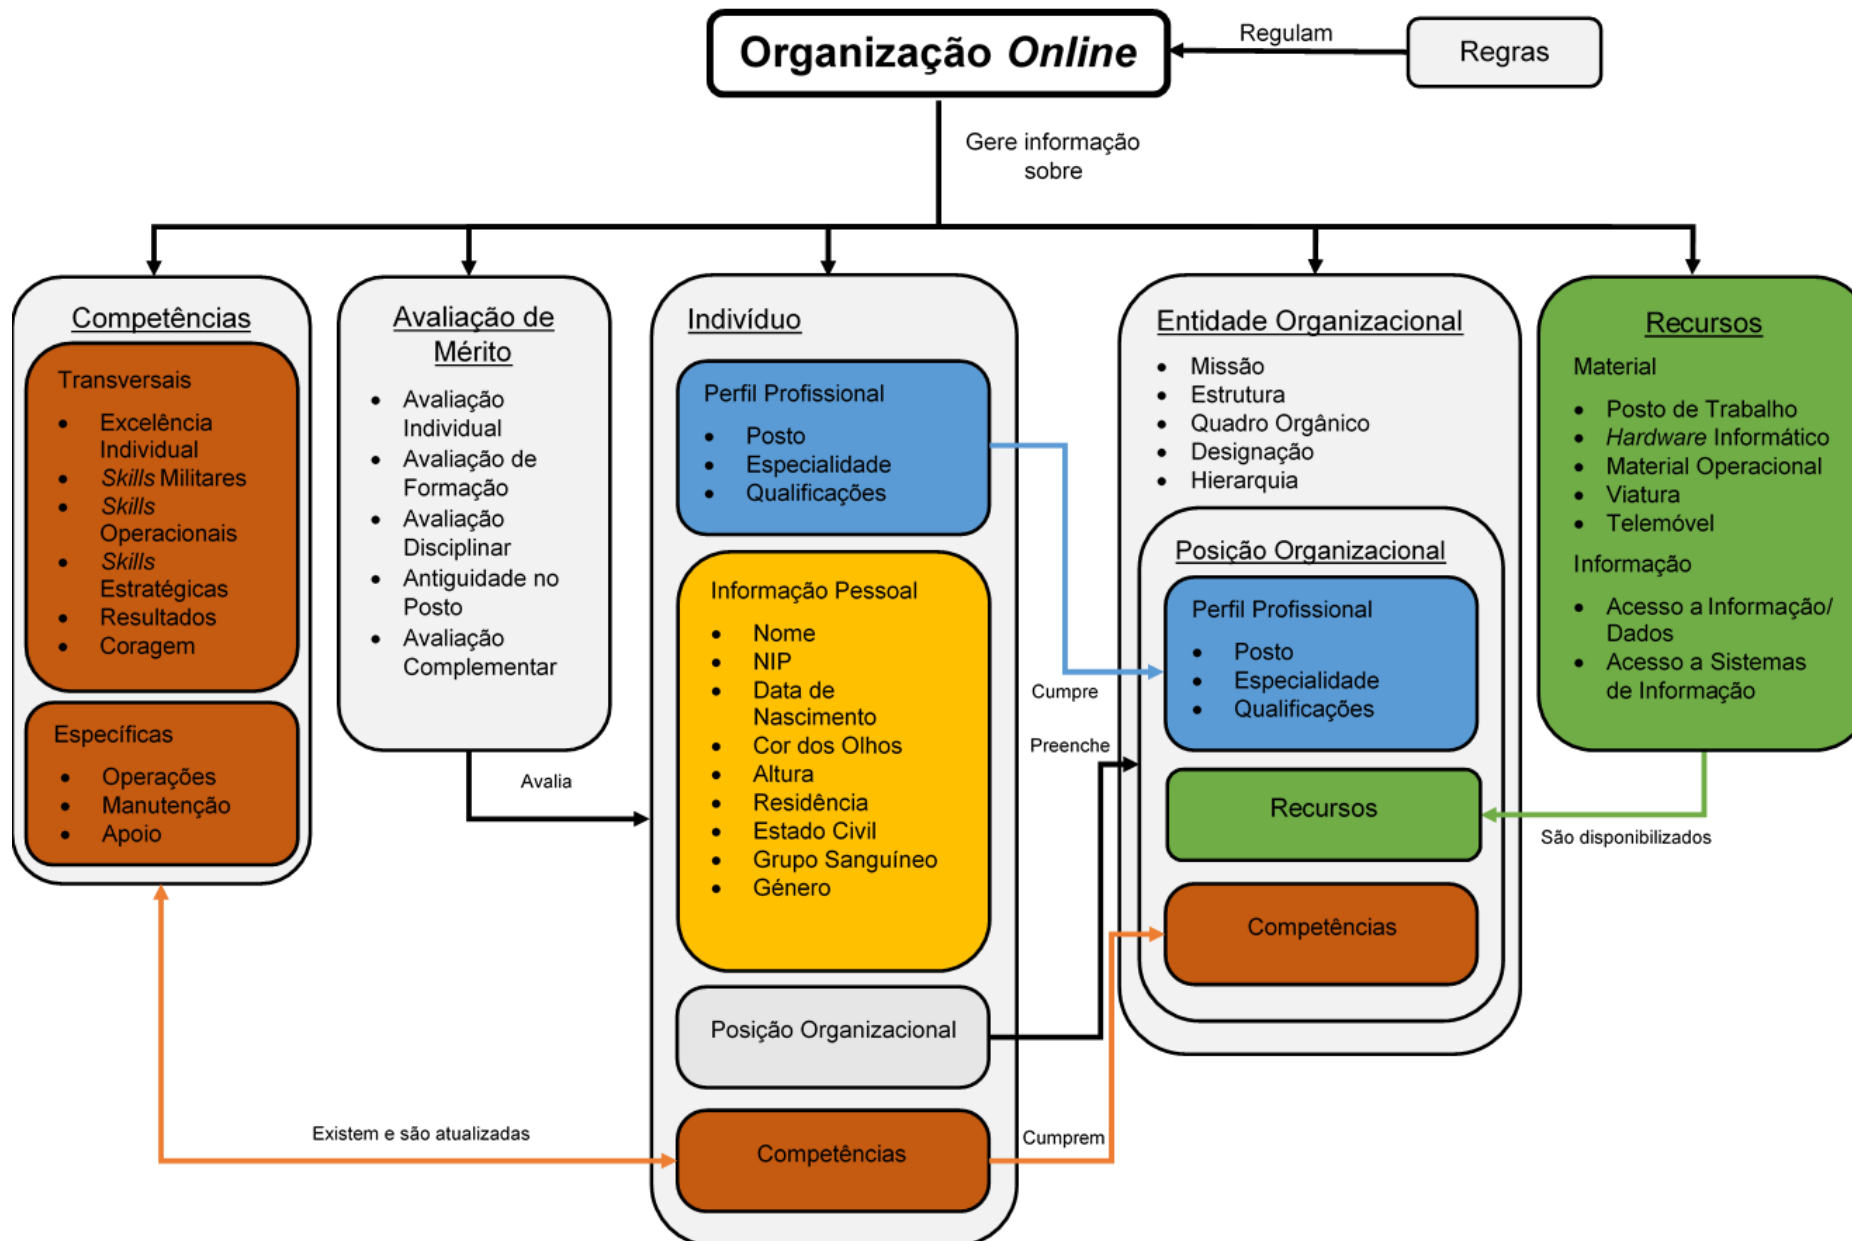 Organização Online
Regulam
Regras
Gere informação
sobre
Competências
Transversais
• Excelência
Individual
• Skills Militares
• Skills
Operacionais
• Skills
Estratégicas
• Resultados
• Coragem
Específicas
• Operações
• Manutenção
• Apoio
Avaliação de
Mérito
• Avaliação
Individual
• Avaliação de
Formação
• Avaliação
Disciplinar
• Antiguidade no
Posto
• Avaliação
Complementar
Avalia
Indivíduo
Perfil Profissional
• Posto
• Especialidade
• Qualificações
Informação Pessoal
• Nome
• NIP
• Data de
Nascimento
• Cor dos Olhos
• Altura
• Residência
• Estado Civil
• Grupo Sanguíneo
• Género
Posição Organizacional
Competências
Existem e são atualizadas
Cumpre
Preenche
Cumprem
Entidade Organizacional
• Missão
• Estrutura
• Quadro Orgânico
• Designação
• Hierarquia
Posição Organizacional
Perfil Profissional
• Posto
• Especialidade
• Qualificações
Recursos
Competências
Recursos
Material
• Posto de Trabalho
• Hardware Informático
• Material Operacional
• Viatura
• Telemóvel
Informação
• Acesso a Informação/
Dados
• Acesso a Sistemas
de Informação
São disponibilizados